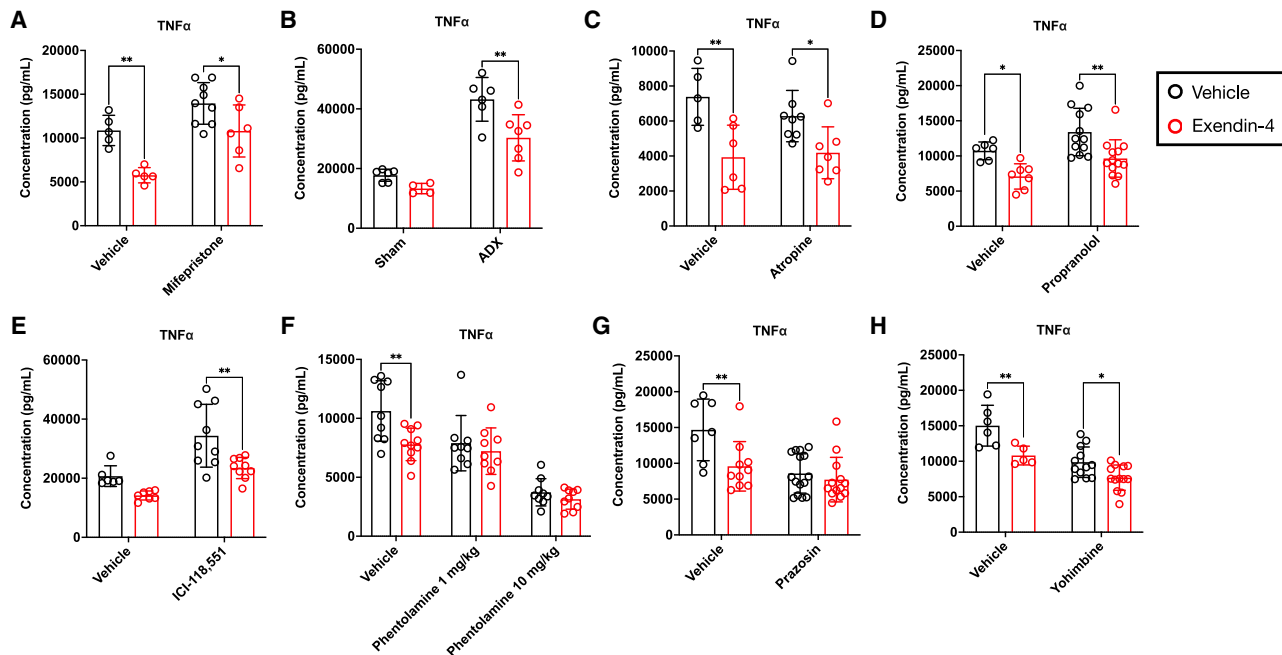 A
TNFα
Concentration (pg/mL)
20000
15000
10000
5000
0
**
*
Vehicle
Mifepristone
B
TNFα
Concentration (pg/mL)
60000
40000
20000
0
**
Sham
ADX
C
TNFα
Concentration (pg/mL)
10000
8000
6000
4000
2000
0
**
*
Vehicle
Atropine
D
TNFα
Concentration (pg/mL)
25000
20000
15000
10000
5000
0
*
**
Vehicle
Propranolol
Vehicle
Exendin-4
E
TNFα
Concentration (pg/mL)
60000
40000
20000
0
**
Vehicle
ICI-118,551
F
TNFα
Concentration (pg/mL)
15000
10000
5000
0
**
Vehicle
Phentolamine 1 mg/kg
Phentolamine 10 mg/kg
G
TNFα
Concentration (pg/mL)
25000
20000
15000
10000
5000
0
**
Vehicle
Prazosin
H
TNFα
Concentration (pg/mL)
25000
20000
15000
10000
5000
0
**
*
Vehicle
Yohimbine